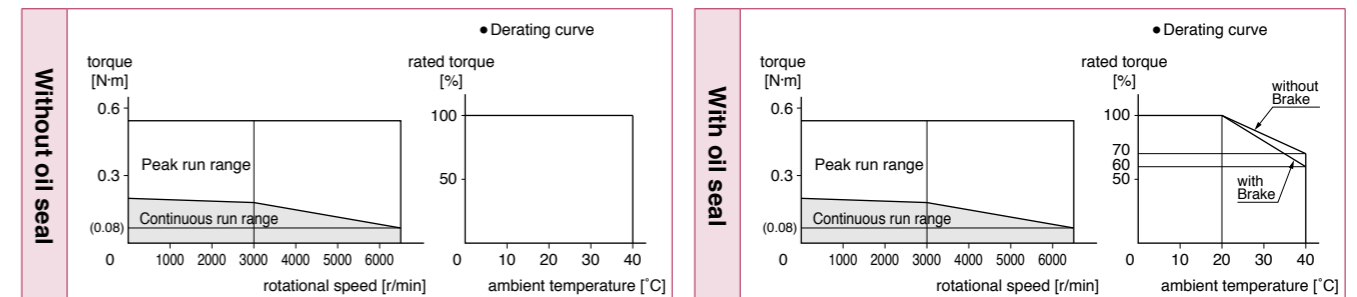 Without oil seal
● Derating curve
torque
[N·m]
0.6
0.3
(0.08)
0
Peak run range
Continuous run range
1000 2000 3000 4000 5000 6000
rotational speed [r/min]
rated torque
[%]
100
50
0 10 20 30 40
ambient temperature [˚C]
With oil seal
● Derating curve
torque
[N·m]
0.6
0.3
(0.08)
0
Peak run range
Continuous run range
1000 2000 3000 4000 5000 6000
rotational speed [r/min]
rated torque
[%]
100
70
60
50
without
Brake
with
Brake
0 10 20 30 40
ambient temperature [˚C]